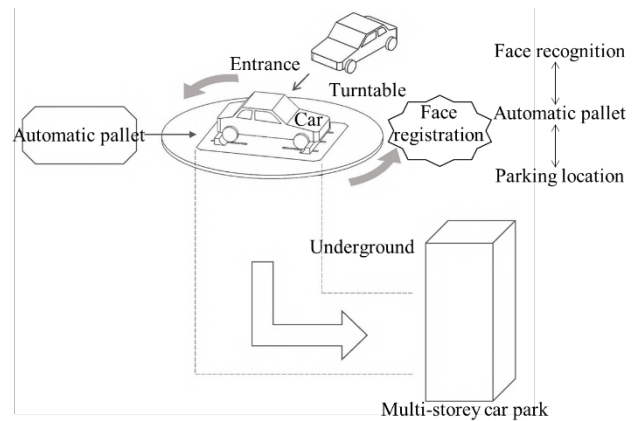 Entrance
Turntable
Car
Automatic pallet
Face
registration
Face recognition
Automatic pallet
Parking location
Underground
Multi-storey car park